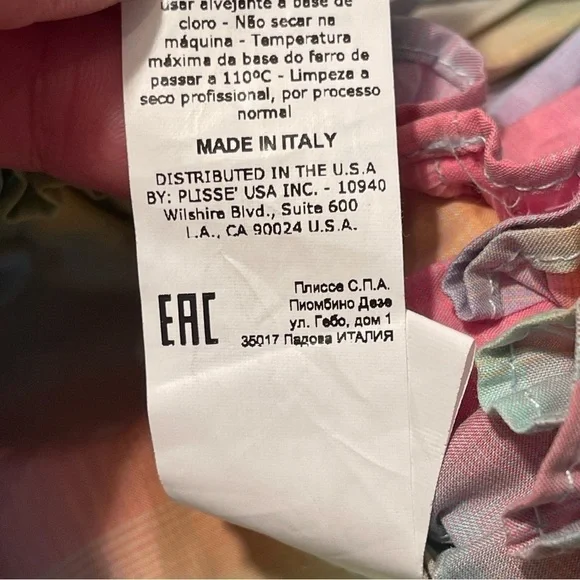 usar alvejante à base de
cloro - Não secar na
máquina - Temperatura
máxima da base do ferro de
passar a 110ºC - Limpeza a
seco profissional, por processo
normal
MADE IN ITALY
DISTRIBUTED IN THE U.S.A
BY: PLISSE' USA INC. - 10940
Wilshire Blvd., Suite 600
L.A., CA 90024 U.S.A.
EAC
Плиссе С.П.А.
Пиомбино Дезе
ул. Гебо, дом 1
35017 Падова ИТАЛИЯ